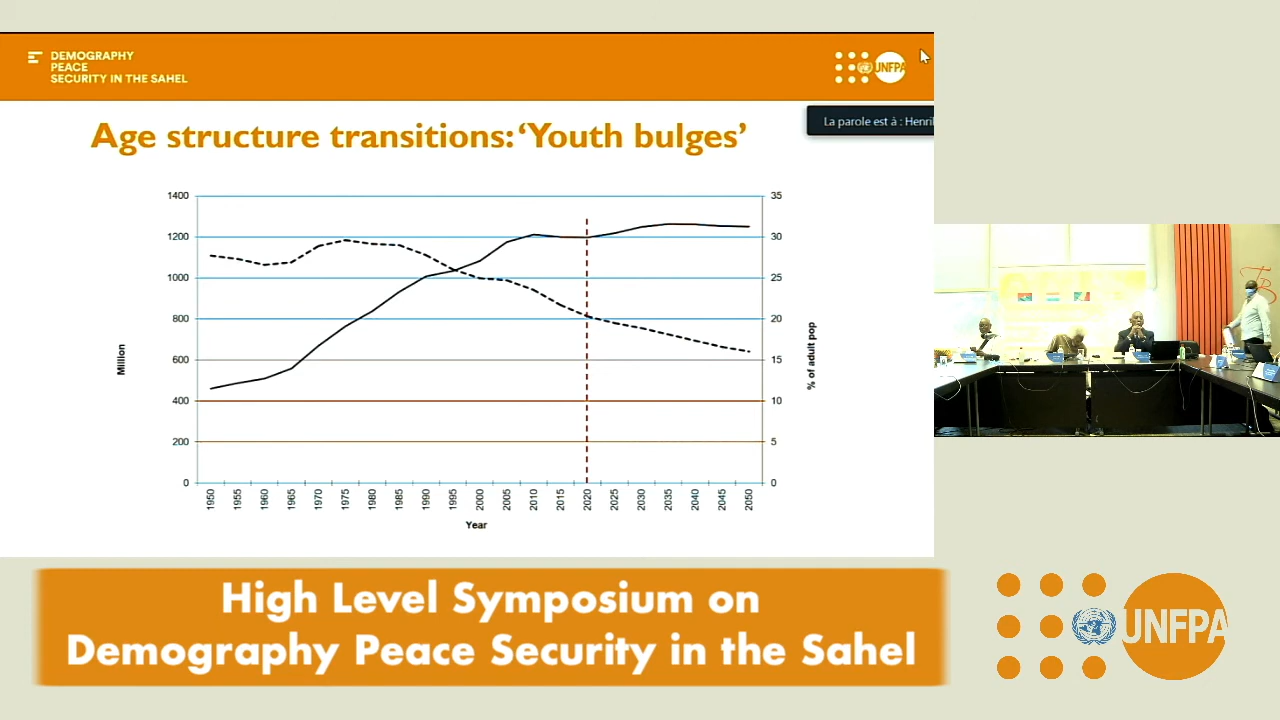 DEMOGRAPHY
PEACE
SECURITY IN THE SAHEL
UNFPA
La parole est à : Henri
Age structure transitions: ‘Youth bulges’
1400
1200
1000
800
600
400
200
0
Million
35
30
25
20
15
10
5
0
% of adult pop
1950 1955 1960 1965 1970 1975 1980 1985 1990 1995 2000 2005 2010 2015 2020 2025 2030 2035 2040 2045 2050
Year
High Level Symposium on
Demography Peace Security in the Sahel
UNFPA